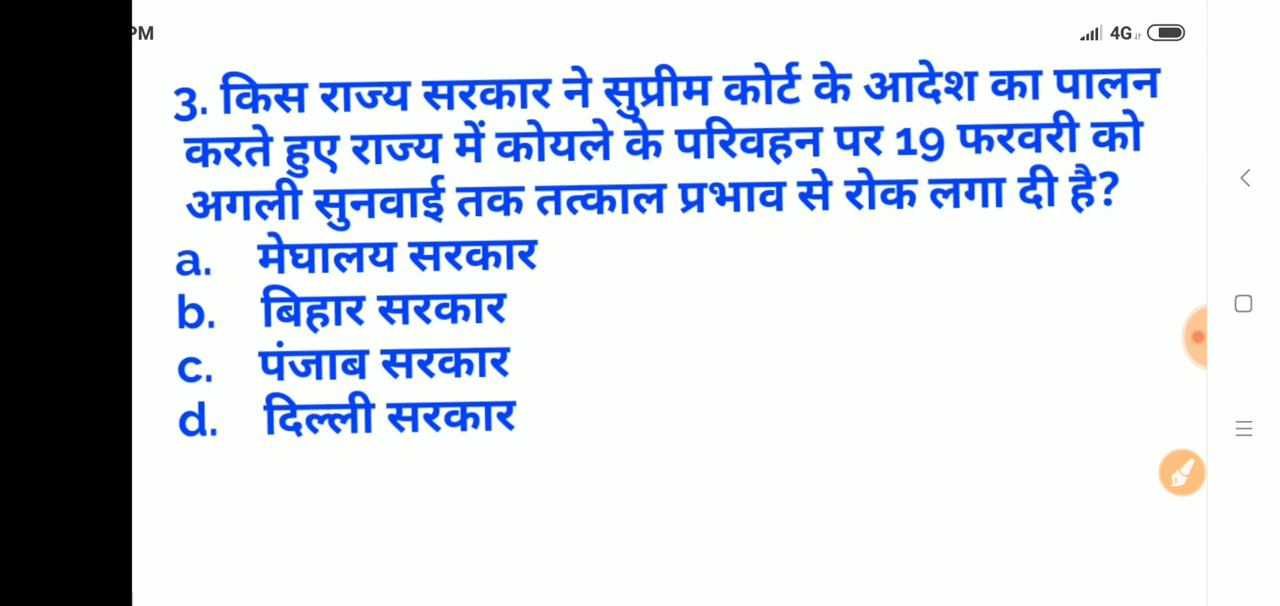 PM
4G
3. किस राज्य सरकार ने सुप्रीम कोर्ट के आदेश का पालन
करते हुए राज्य में कोयले के परिवहन पर 19 फरवरी को
अगली सुनवाई तक तत्काल प्रभाव से रोक लगा दी है?
a. मेघालय सरकार
b. बिहार सरकार
c. पंजाब सरकार
d. दिल्ली सरकार